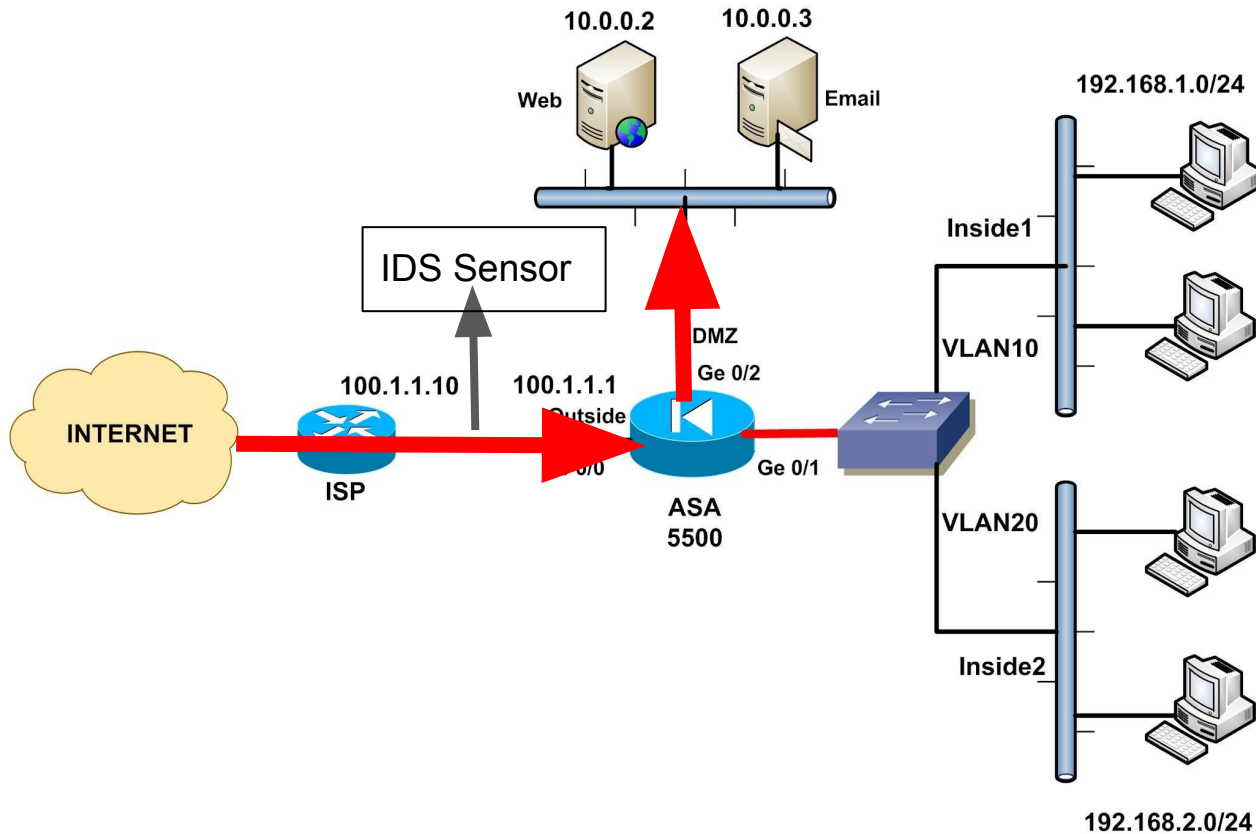 10.0.0.2
10.0.0.3
Web
Email
192.168.1.0/24
IDS Sensor
Inside1
DMZ
VLAN10
Ge 0/2
100.1.1.10
100.1.1.1
Outside
INTERNET
0/0
Ge 0/1
ISP
ASA
5500
VLAN20
Inside2
192.168.2.0/24